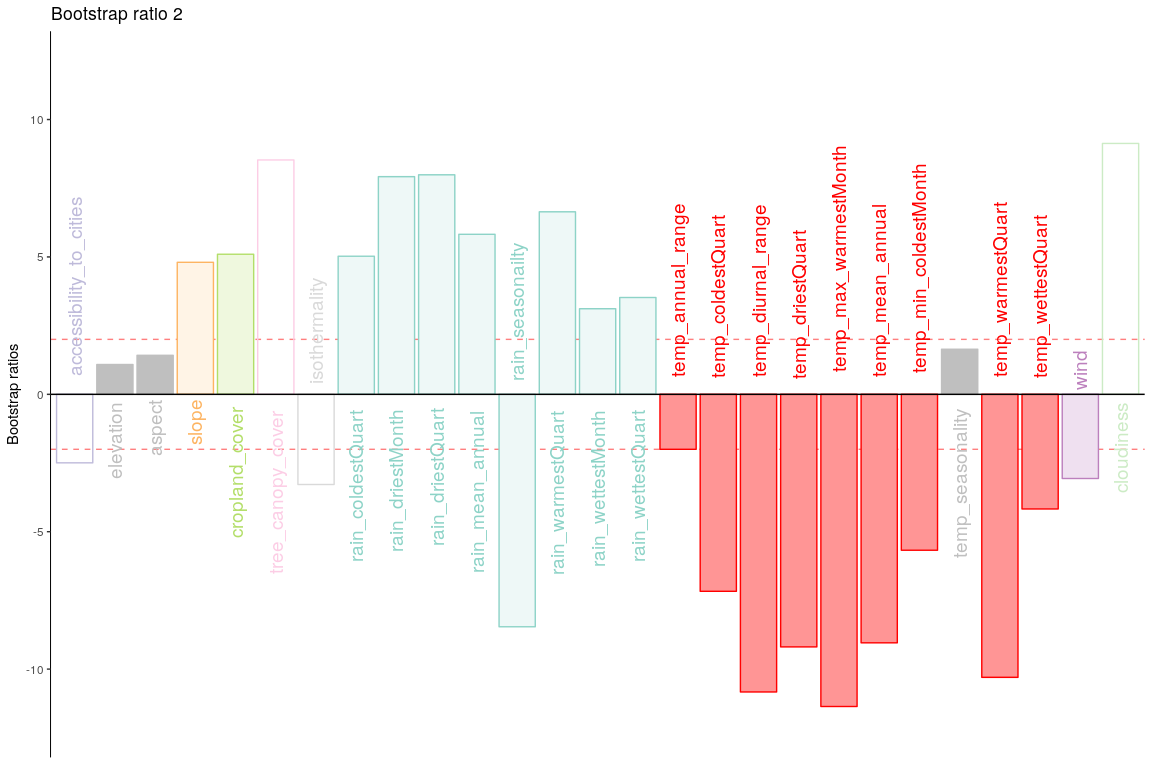 Bootstrap ratio 2
Bootstrap ratios
10
5
0
-5
-10
accessibility_to_cities
elevation
aspect
slope
cropland_cover
tree_canopy_cover
isothermality
rain_coldestQuart
rain_driestMonth
rain_driestQuart
rain_mean_annual
rain_seasonailty
rain_warmestQuart
rain_wettestMonth
rain_wettestQuart
temp_annual_range
temp_coldestQuart
temp_diurnal_range
temp_driestQuart
temp_max_warmestMonth
temp_mean_annual
temp_min_coldestMonth
temp_seasonality
temp_warmestQuart
temp_wettestQuart
wind
cloudiness